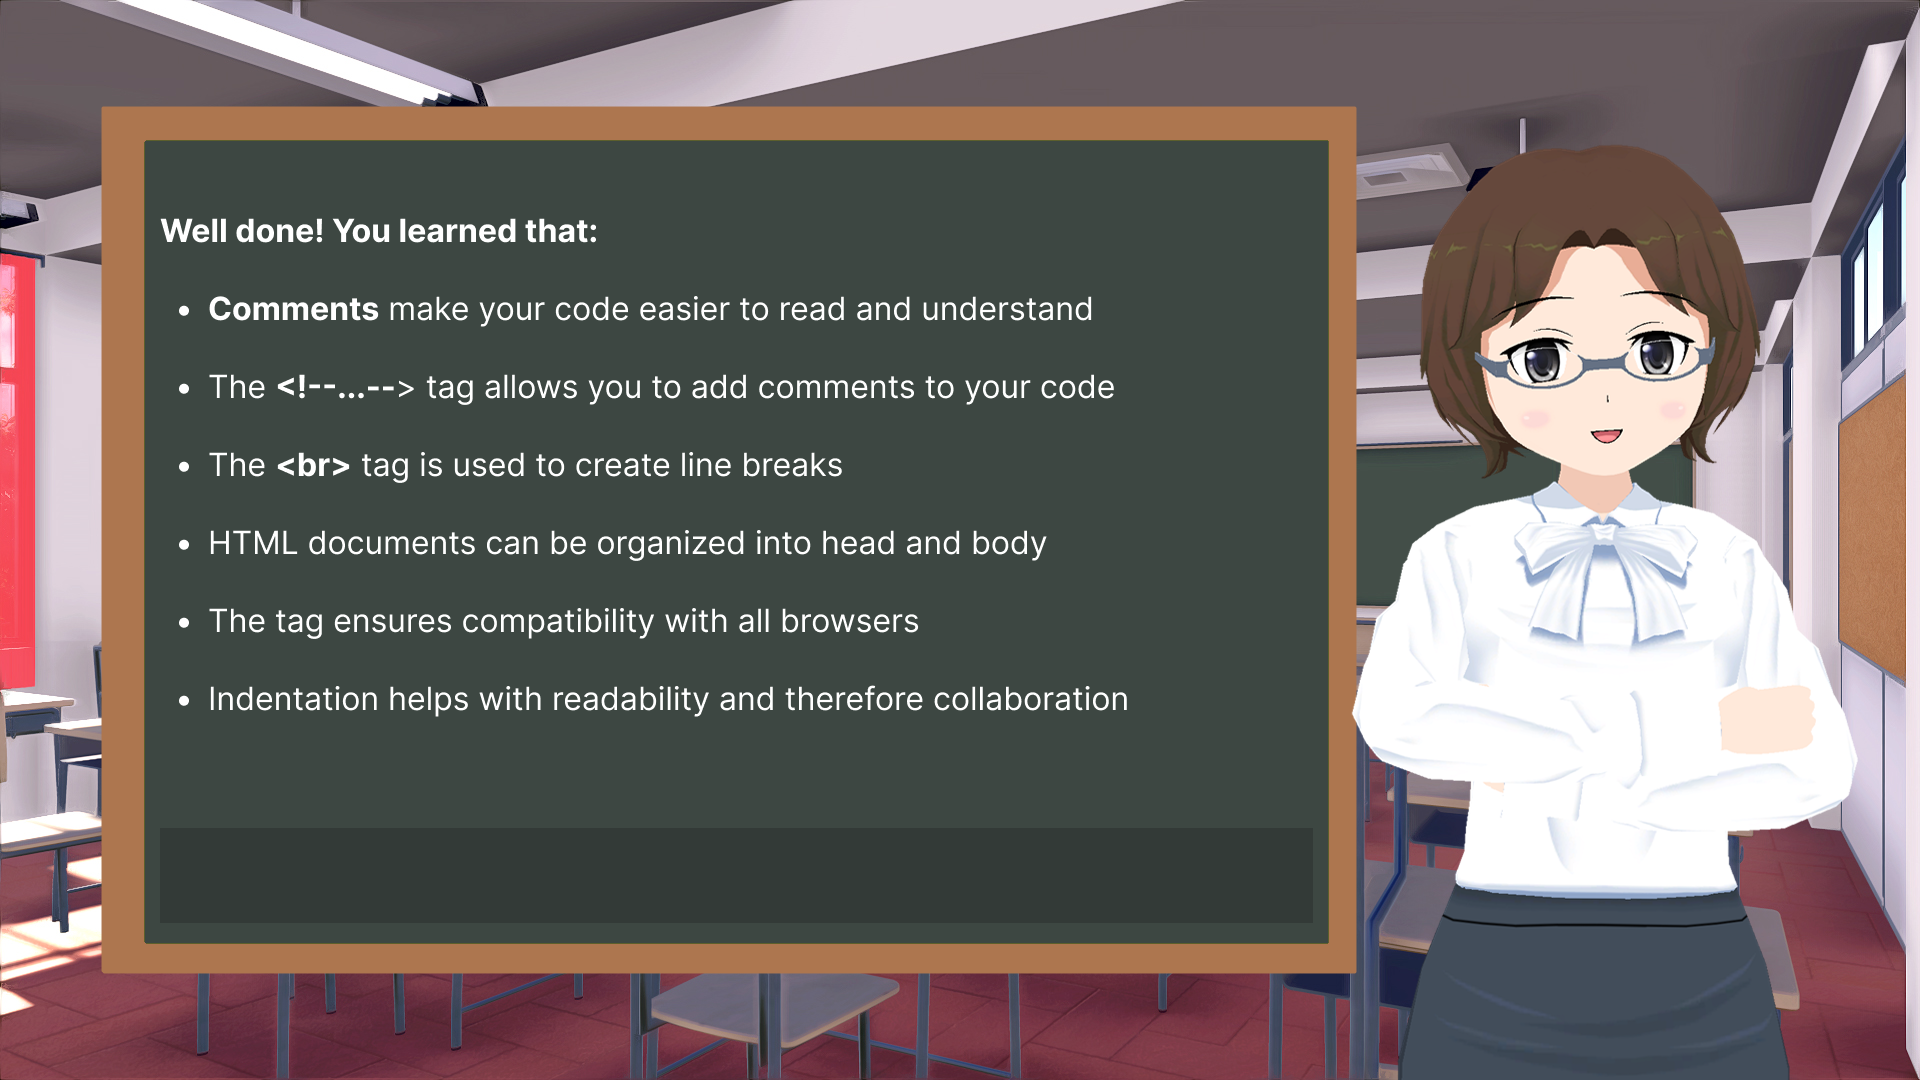 Well done! You learned that:
• Comments make your code easier to read and understand
• The <!--...--> tag allows you to add comments to your code
• The <br> tag is used to create line breaks
• HTML documents can be organized into head and body
• The tag ensures compatibility with all browsers
• Indentation helps with readability and therefore collaboration